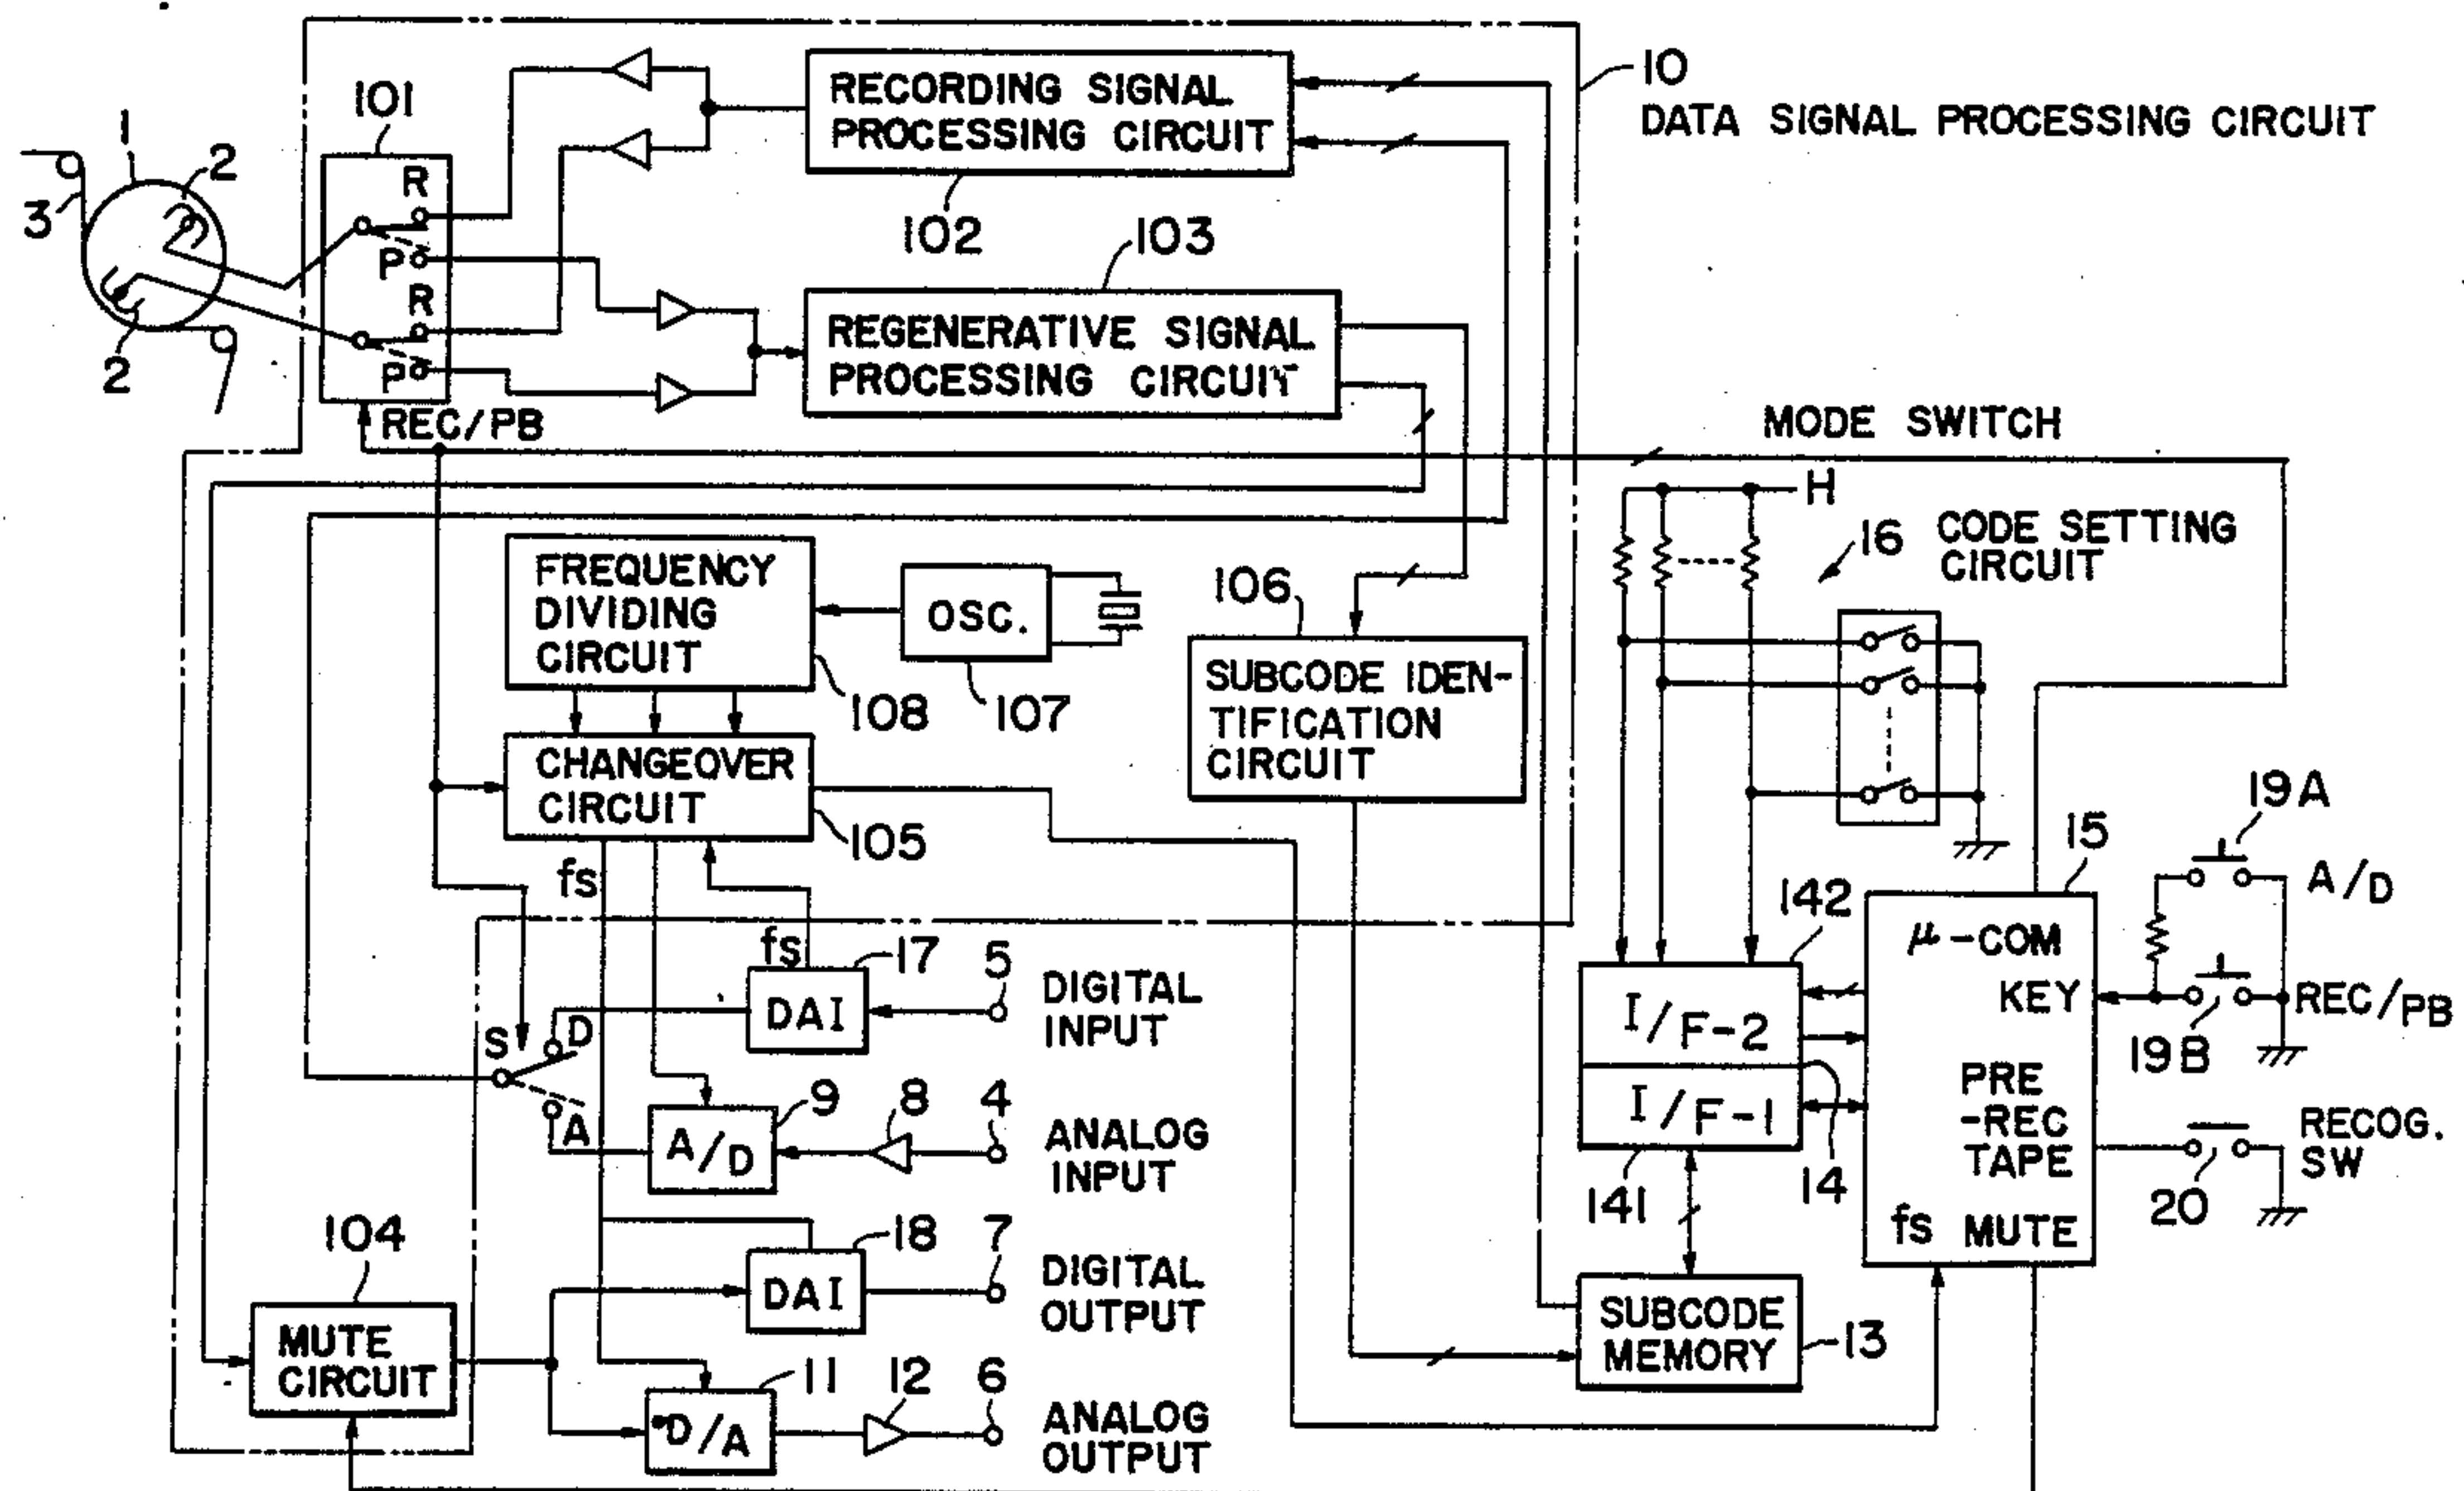 10
DATA SIGNAL PROCESSING CIRCUIT
RECORDING SIGNAL
PROCESSING CIRCUIT
102
101
1
2
3
2
R
P
R
P
REC/PB
103
REGENERATIVE SIGNAL
PROCESSING CIRCUIT
MODE SWITCH
H
16
CODE SETTING
CIRCUIT
FREQUENCY
DIVIDING
CIRCUIT
108
OSC.
107
106
SUBCODE IDEN-
TIFICATION
CIRCUIT
CHANGEOVER
CIRCUIT
105
fs
fs
17
DAI
5
DIGITAL
INPUT
S
D
A
9
A/D
8
4
ANALOG
INPUT
18
DAI
7
DIGITAL
OUTPUT
104
MUTE
CIRCUIT
11
D/A
12
6
ANALOG
OUTPUT
142
I/F-2
I/F-1
141
14
SUBCODE
MEMORY
13
15
μ-COM
KEY
PRE
-REC
TAPE
fs MUTE
19A
A/D
REC/PB
19B
RECOG.
SW
20